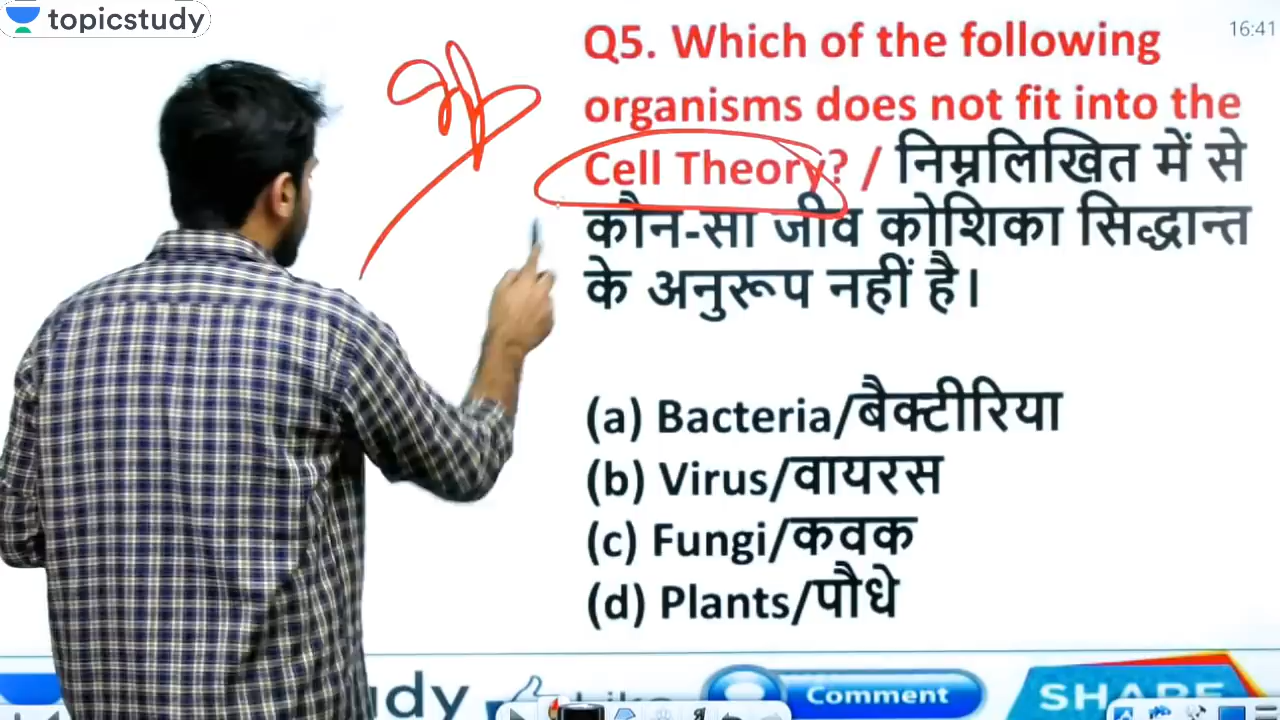 topicstudy
16:41
Q5. Which of the following
organisms does not fit into the
Cell Theory? / निम्नलिखित में से
कौन-सा जीव कोशिका सिद्धान्त
के अनुरूप नहीं है।
(a) Bacteria/बैक्टीरिया
(b) Virus/वायरस
(c) Fungi/कवक
(d) Plants/पौधे
Comment
SHARE